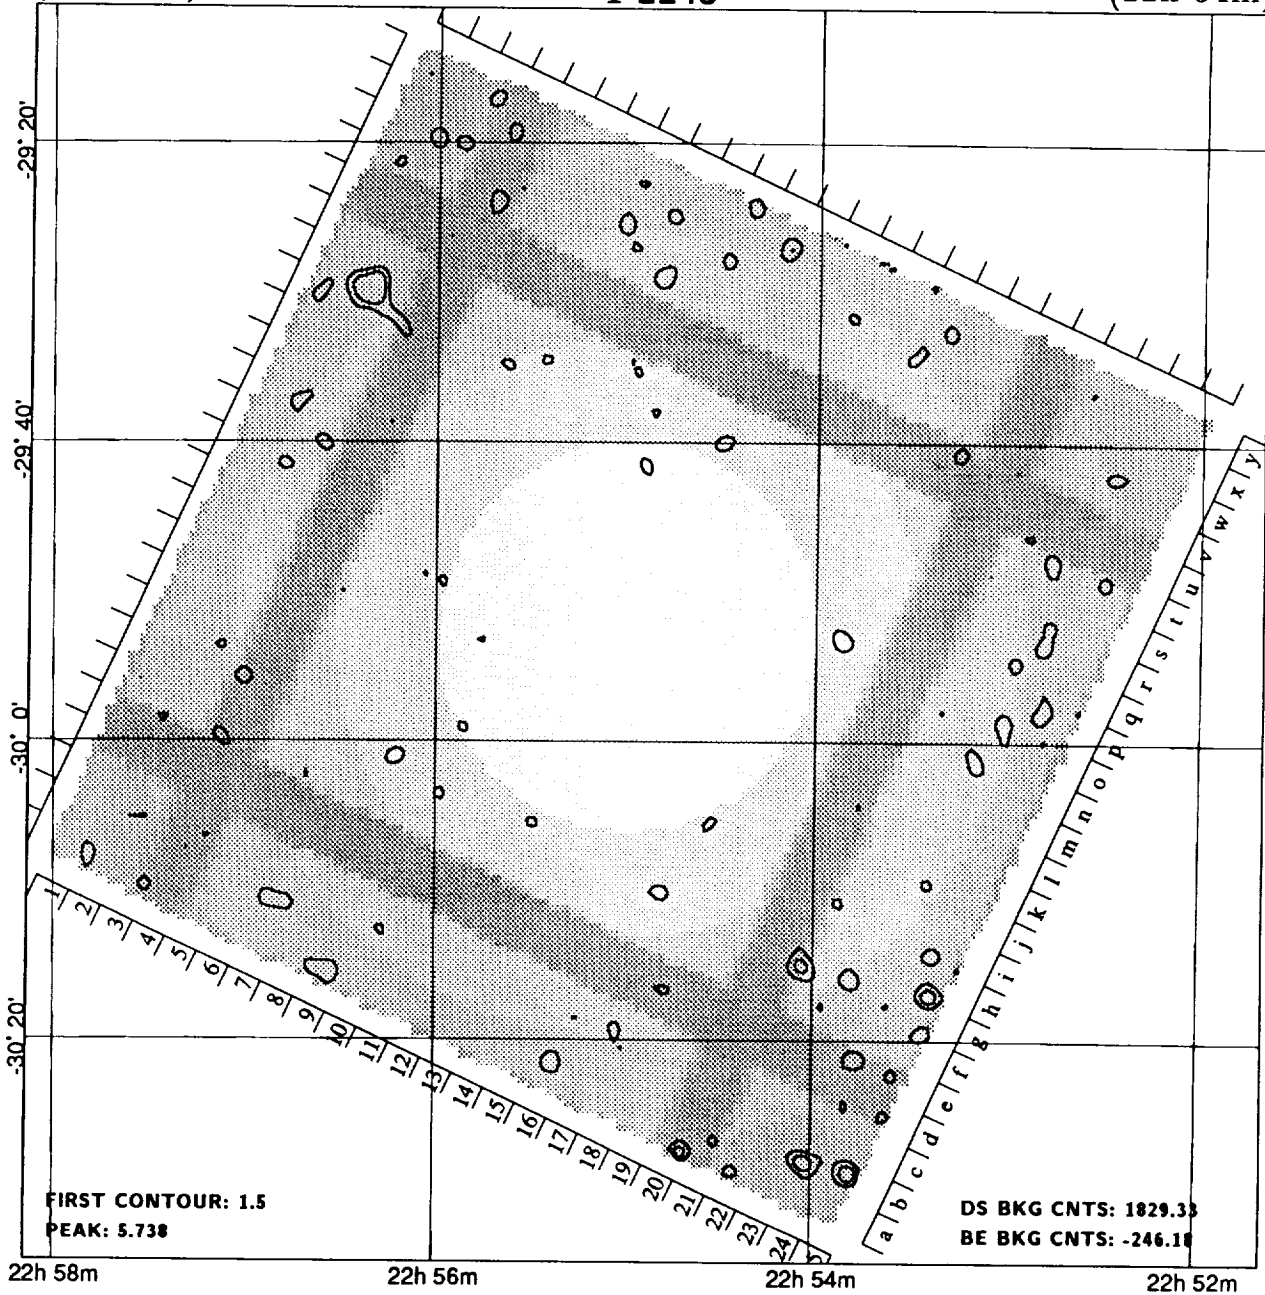 -29° 20'
-29° 40'
-30° 0'
-30° 20'
1 2 3 4 5 6 7 8 9 10 11 12 13 14 15 16 17 18 19 20 21 22 23 24
a b c d e f g h i j k l m n o p q r s t u v w x y
FIRST CONTOUR: 1.5
PEAK: 5.738
DS BKG CNTS: 1829.33
BE BKG CNTS: -246.18
22h 58m
22h 56m
22h 54m
22h 52m